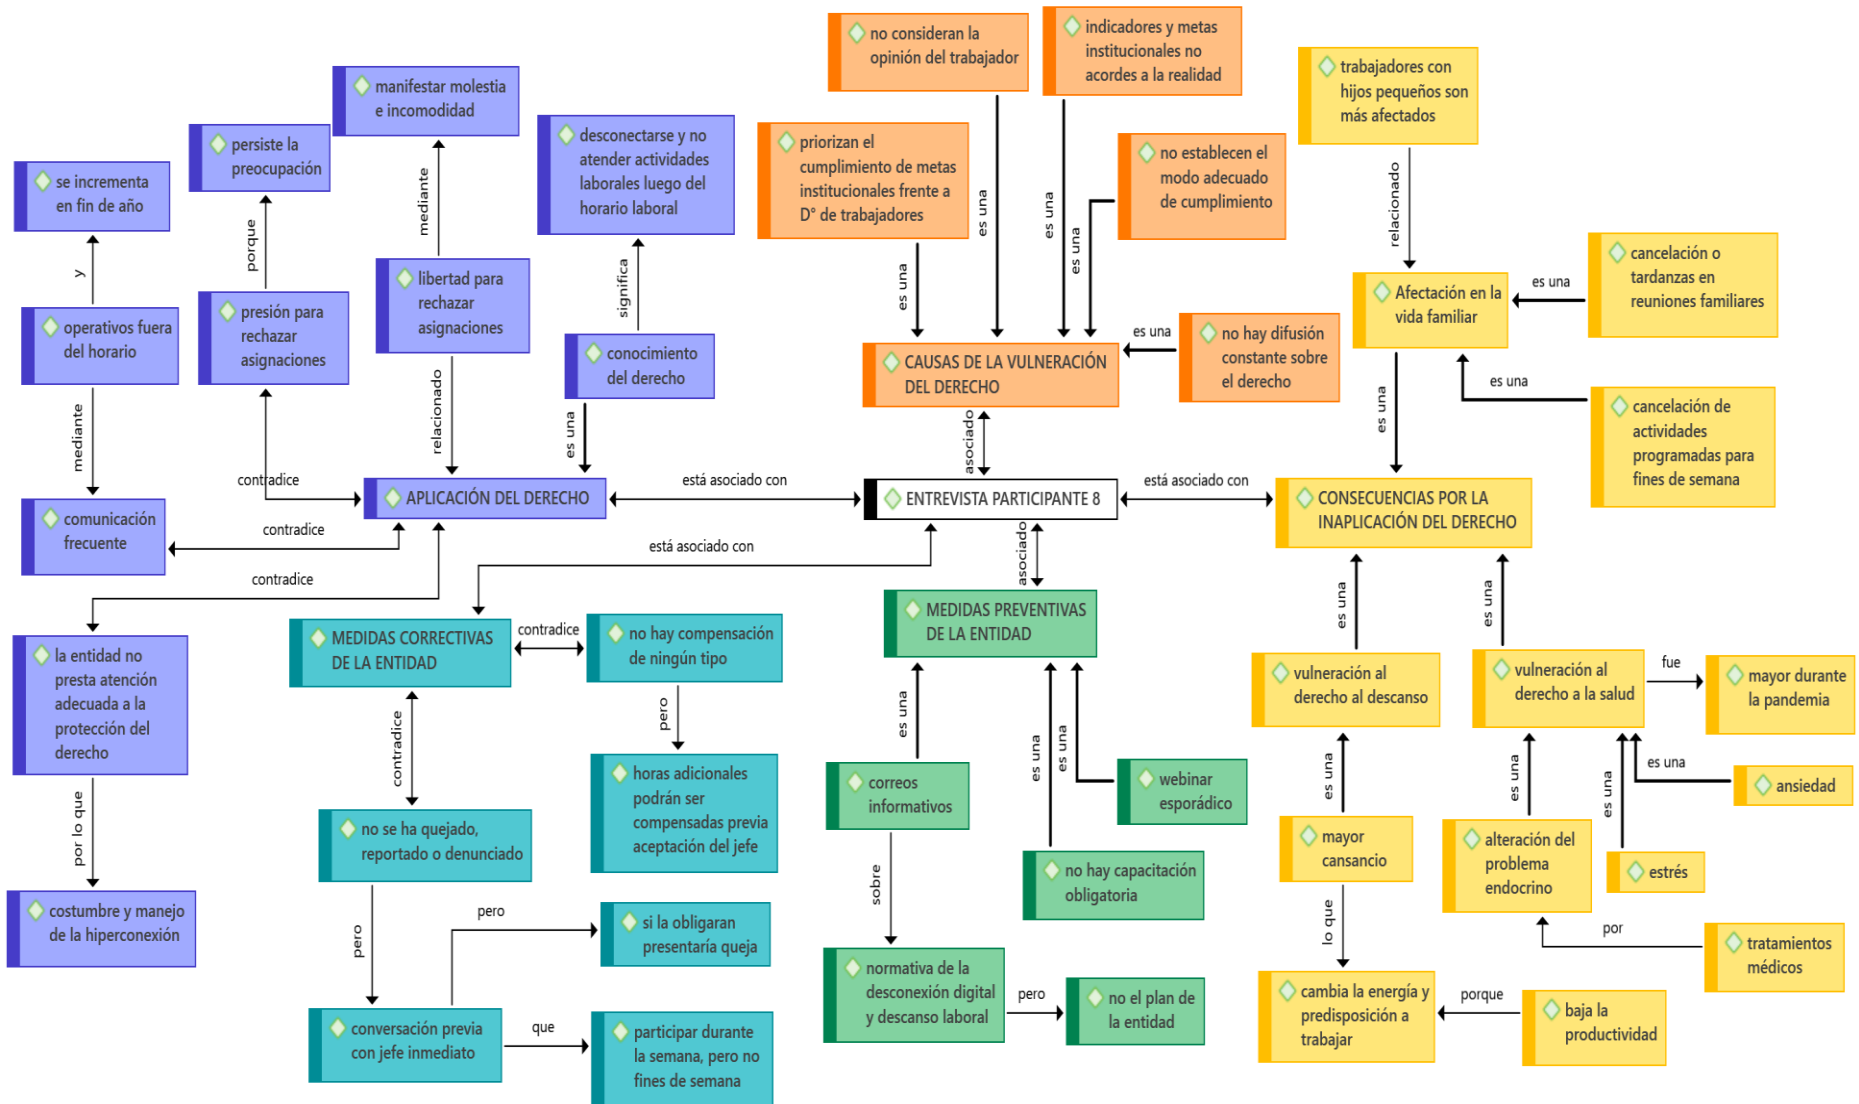 no consideran la
opinión del trabajador
indicadores y metas
institucionales no
acordes a la realidad
trabajadores con
hijos pequeños son
más afectados
manifestar molestia
e incomodidad
persiste la
preocupación
desconectarse y no
atender actividades
laborales luego del
horario laboral
priorizan el
cumplimiento de metas
institucionales frente a
D° de trabajadores
no establecen el
modo adecuado
de cumplimiento
se incrementa
en fin de año
y
porque
mediante
significa
es una
es una
es una
es una
relacionado
operativos fuera
del horario
presión para
rechazar
asignaciones
libertad para
rechazar
asignaciones
conocimiento
del derecho
CAUSAS DE LA VULNERACIÓN
DEL DERECHO
es una
no hay difusión
constante sobre
el derecho
Afectación en la
vida familiar
es una
cancelación o
tardanzas en
reuniones familiares
es una
cancelación de
actividades
programadas para
fines de semana
mediante
contradice
relacionado
es una
asociado
es una
comunicación
frecuente
contradice
APLICACIÓN DEL DERECHO
está asociado con
ENTREVISTA PARTICIPANTE 8
está asociado con
CONSECUENCIAS POR LA
INAPLICACIÓN DEL DERECHO
contradice
está asociado con
asociado
es una
es una
la entidad no
presta atención
adecuada a la
protección del
derecho
por lo que
costumbre y manejo
de la hiperconexión
MEDIDAS CORRECTIVAS
DE LA ENTIDAD
contradice
no hay compensación
de ningún tipo
pero
horas adicionales
podrán ser
compensadas previa
aceptación del jefe
contradice
no se ha quejado,
reportado o denunciado
pero
pero
si la obligaran
presentaría queja
conversación previa
con jefe inmediato
que
participar durante
la semana, pero no
fines de semana
MEDIDAS PREVENTIVAS
DE LA ENTIDAD
es una
es una
es una
correos
informativos
webinar
esporádico
no hay capacitación
obligatoria
sobre
normativa de la
desconexión digital
y descanso laboral
pero
no el plan de
la entidad
vulneración al
derecho al descanso
vulneración al
derecho a la salud
fue
mayor durante
la pandemia
es una
es una
es una
es una
ansiedad
mayor
cansancio
alteración del
problema
endocrino
estrés
lo que
por
tratamientos
médicos
cambia la energía y
predisposición a
trabajar
porque
baja la
productividad